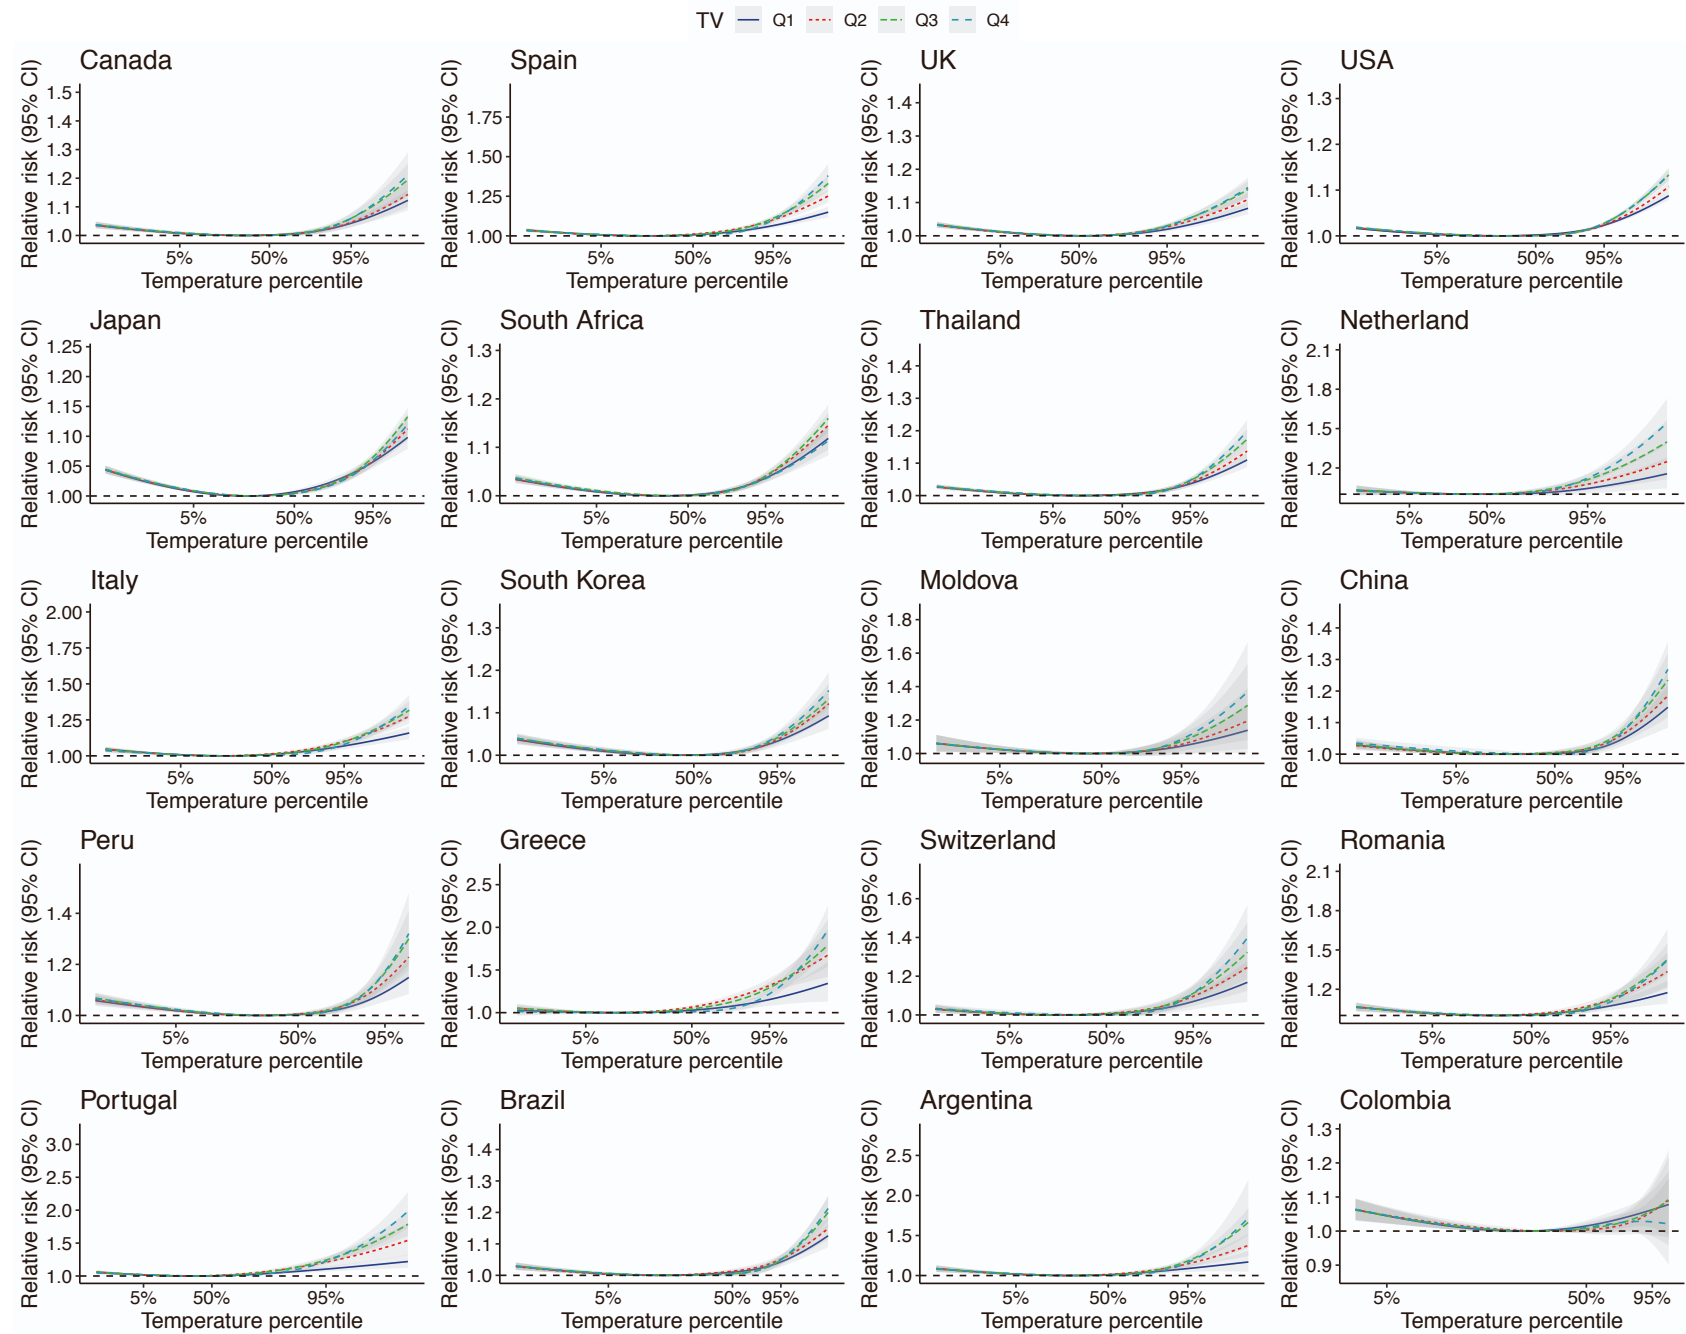 TV Q1 Q2 Q3 Q4
Canada
Relative risk (95% CI)
1.5
1.4
1.3
1.2
1.1
1.0
5% 50% 95%
Temperature percentile
Spain
Relative risk (95% CI)
1.75
1.50
1.25
1.00
5% 50% 95%
Temperature percentile
UK
Relative risk (95% CI)
1.4
1.3
1.2
1.1
1.0
5% 50% 95%
Temperature percentile
USA
Relative risk (95% CI)
1.3
1.2
1.1
1.0
5% 50% 95%
Temperature percentile
Japan
Relative risk (95% CI)
1.25
1.20
1.15
1.10
1.05
1.00
5% 50% 95%
Temperature percentile
South Africa
Relative risk (95% CI)
1.3
1.2
1.1
1.0
5% 50% 95%
Temperature percentile
Thailand
Relative risk (95% CI)
1.4
1.3
1.2
1.1
1.0
5% 50% 95%
Temperature percentile
Netherland
Relative risk (95% CI)
2.1
1.8
1.5
1.2
5% 50% 95%
Temperature percentile
Italy
Relative risk (95% CI)
2.00
1.75
1.50
1.25
1.00
5% 50% 95%
Temperature percentile
South Korea
Relative risk (95% CI)
1.3
1.2
1.1
1.0
5% 50% 95%
Temperature percentile
Moldova
Relative risk (95% CI)
1.8
1.6
1.4
1.2
1.0
5% 50% 95%
Temperature percentile
China
Relative risk (95% CI)
1.4
1.3
1.2
1.1
1.0
5% 50% 95%
Temperature percentile
Peru
Relative risk (95% CI)
1.4
1.2
1.0
5% 50% 95%
Temperature percentile
Greece
Relative risk (95% CI)
2.5
2.0
1.5
1.0
5% 50% 95%
Temperature percentile
Switzerland
Relative risk (95% CI)
1.6
1.4
1.2
1.0
5% 50% 95%
Temperature percentile
Romania
Relative risk (95% CI)
2.1
1.8
1.5
1.2
5% 50% 95%
Temperature percentile
Portugal
Relative risk (95% CI)
3.0
2.5
2.0
1.5
1.0
5% 50% 95%
Temperature percentile
Brazil
Relative risk (95% CI)
1.4
1.3
1.2
1.1
1.0
5% 50% 95%
Temperature percentile
Argentina
Relative risk (95% CI)
2.5
2.0
1.5
1.0
5% 50% 95%
Temperature percentile
Colombia
Relative risk (95% CI)
1.3
1.2
1.1
1.0
0.9
5% 50% 95%
Temperature percentile